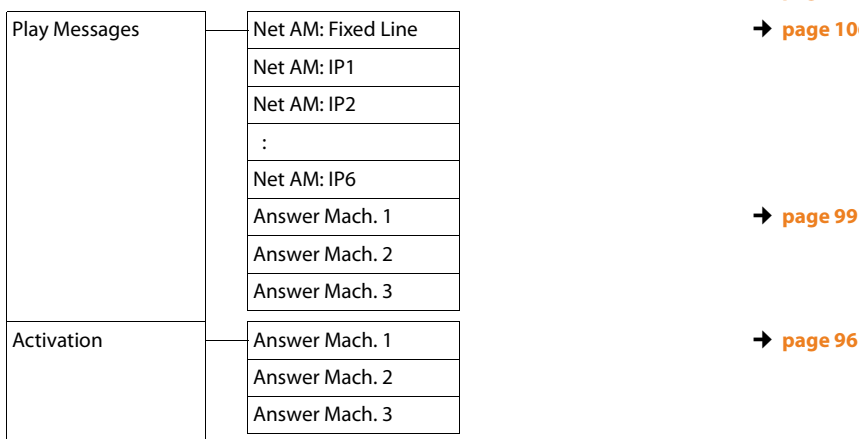 Play Messages Net AM: Fixed Line ➔ page
Net AM: IP1
Net AM: IP2
:
Net AM: IP6
Answer Mach. 1 ➔ page 99
Answer Mach. 2
Answer Mach. 3
Activation Answer Mach. 1 ➔ page 96
Answer Mach. 2
Answer Mach. 3